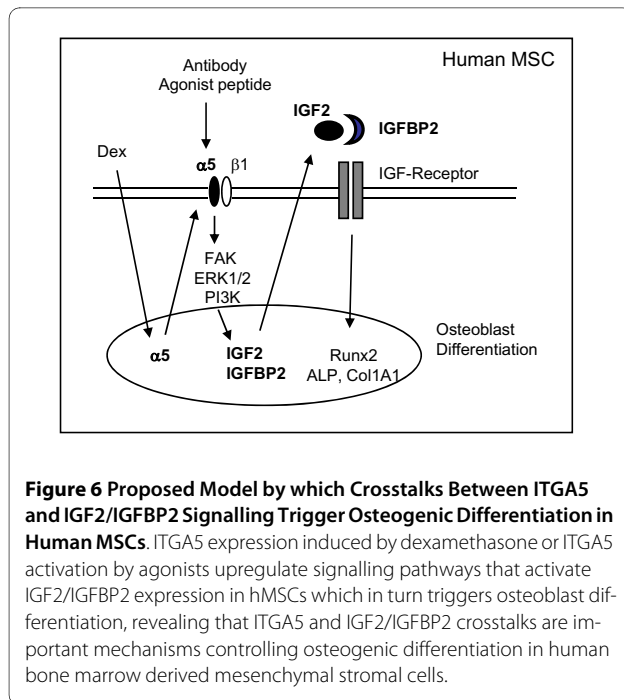 Human MSC
Antibody
Agonist peptide
IGF2
IGFBP2
Dex
α5 β1
IGF-Receptor
FAK
ERK1/2
PI3K
Osteoblast
Differentiation
α5
IGF2
IGFBP2
Runx2
ALP, Col1A1
Figure 6 Proposed Model by which Crosstalks Between ITGA5
and IGF2/IGFBP2 Signalling Trigger Osteogenic Differentiation in
Human MSCs. ITGA5 expression induced by dexamethasone or ITGA5
activation by agonists upregulate signalling pathways that activate
IGF2/IGFBP2 expression in hMSCs which in turn triggers osteoblast dif-
ferentiation, revealing that ITGA5 and IGF2/IGFBP2 crosstalks are im-
portant mechanisms controlling osteogenic differentiation in human
bone marrow derived mesenchymal stromal cells.